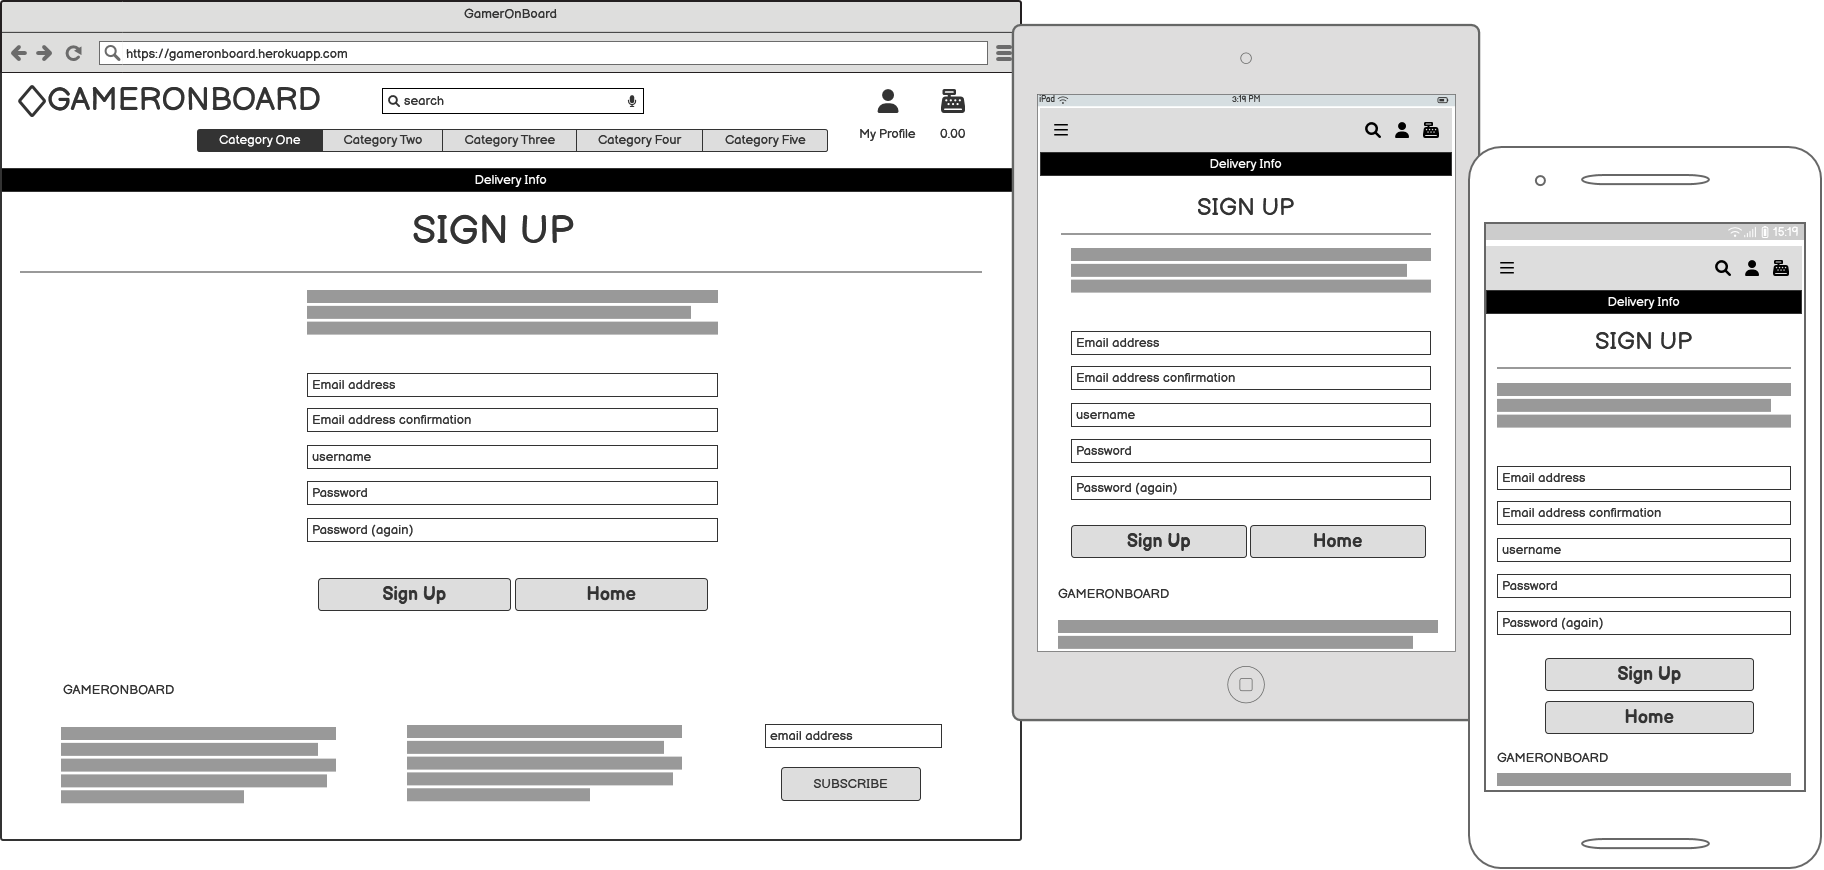 GamerOnBoard
https://gameronboard.herokuapp.com
GAMERONBOARD
search
My Profile
0.00
Category One
Category Two
Category Three
Category Four
Category Five
Delivery Info
SIGN UP
Email address
Email address confirmation
username
Password
Password (again)
Sign Up
Home
GAMERONBOARD
email address
SUBSCRIBE
iPad
3:19 PM
Delivery Info
SIGN UP
Email address
Email address confirmation
username
Password
Password (again)
Sign Up
Home
GAMERONBOARD
15:19
Delivery Info
SIGN UP
Email address
Email address confirmation
username
Password
Password (again)
Sign Up
Home
GAMERONBOARD